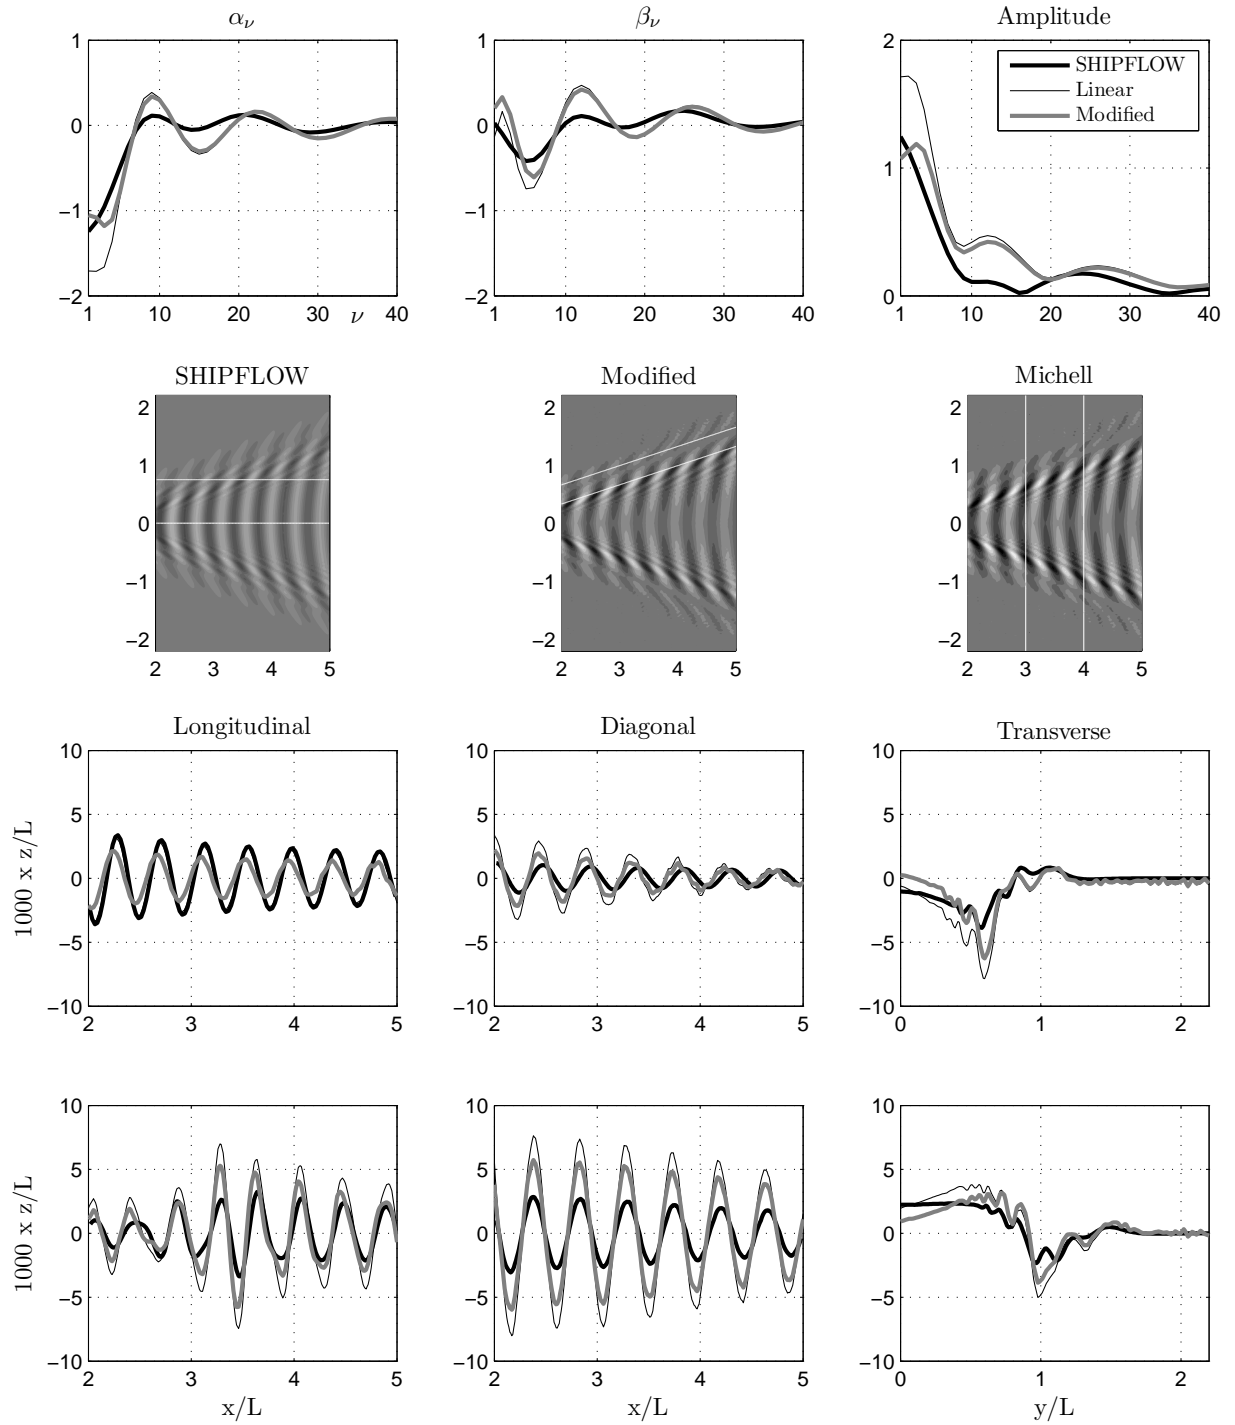 α_ν β_ν Amplitude
1 1 2
SHIPFLOW
Linear
Modified
0 0 1
−1 −1
−2 −2 0
1 10 20 30 ν 40 1 10 20 30 40 1 10 20 30 40
SHIPFLOW Modified Michell
2 2 2
1 1 1
0 0 0
−1 −1 −1
−2 −2 −2
2 3 4 5 2 3 4 5 2 3 4 5
Longitudinal Diagonal Transverse
10 10 10
5 5 5
0 0 0
−5 −5 −5
−10 −10 −10
1000 x z/L
2 3 4 5 2 3 4 5 0 1 2
10 10 10
5 5 5
0 0 0
−5 −5 −5
−10 −10 −10
1000 x z/L
2 3 4 5 2 3 4 5 0 1 2
x/L x/L y/L